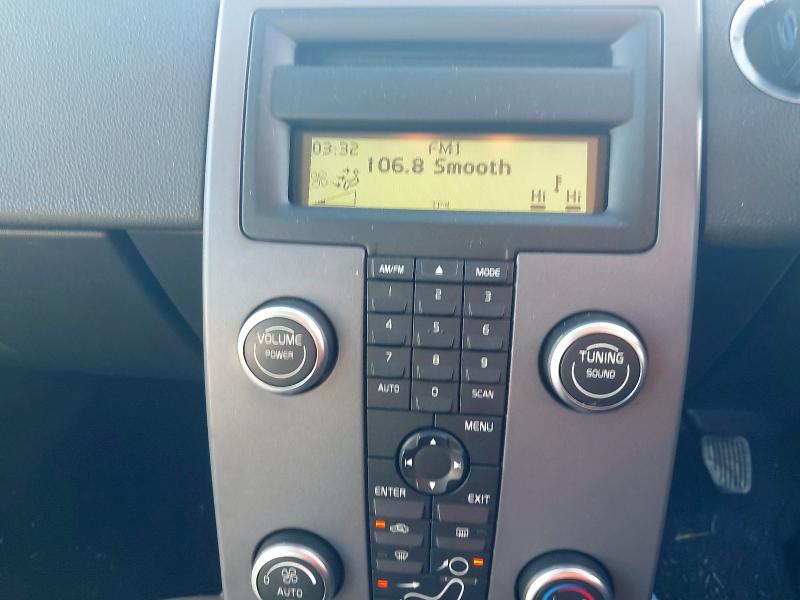 03:32 FM1
106.8 Smooth
Hi Hi
AM/FM MODE
1 2 3
4 5 6
7 8 9
AUTO 0 SCAN
VOLUME
POWER
TUNING
SOUND
MENU
ENTER EXIT
0
AUTO